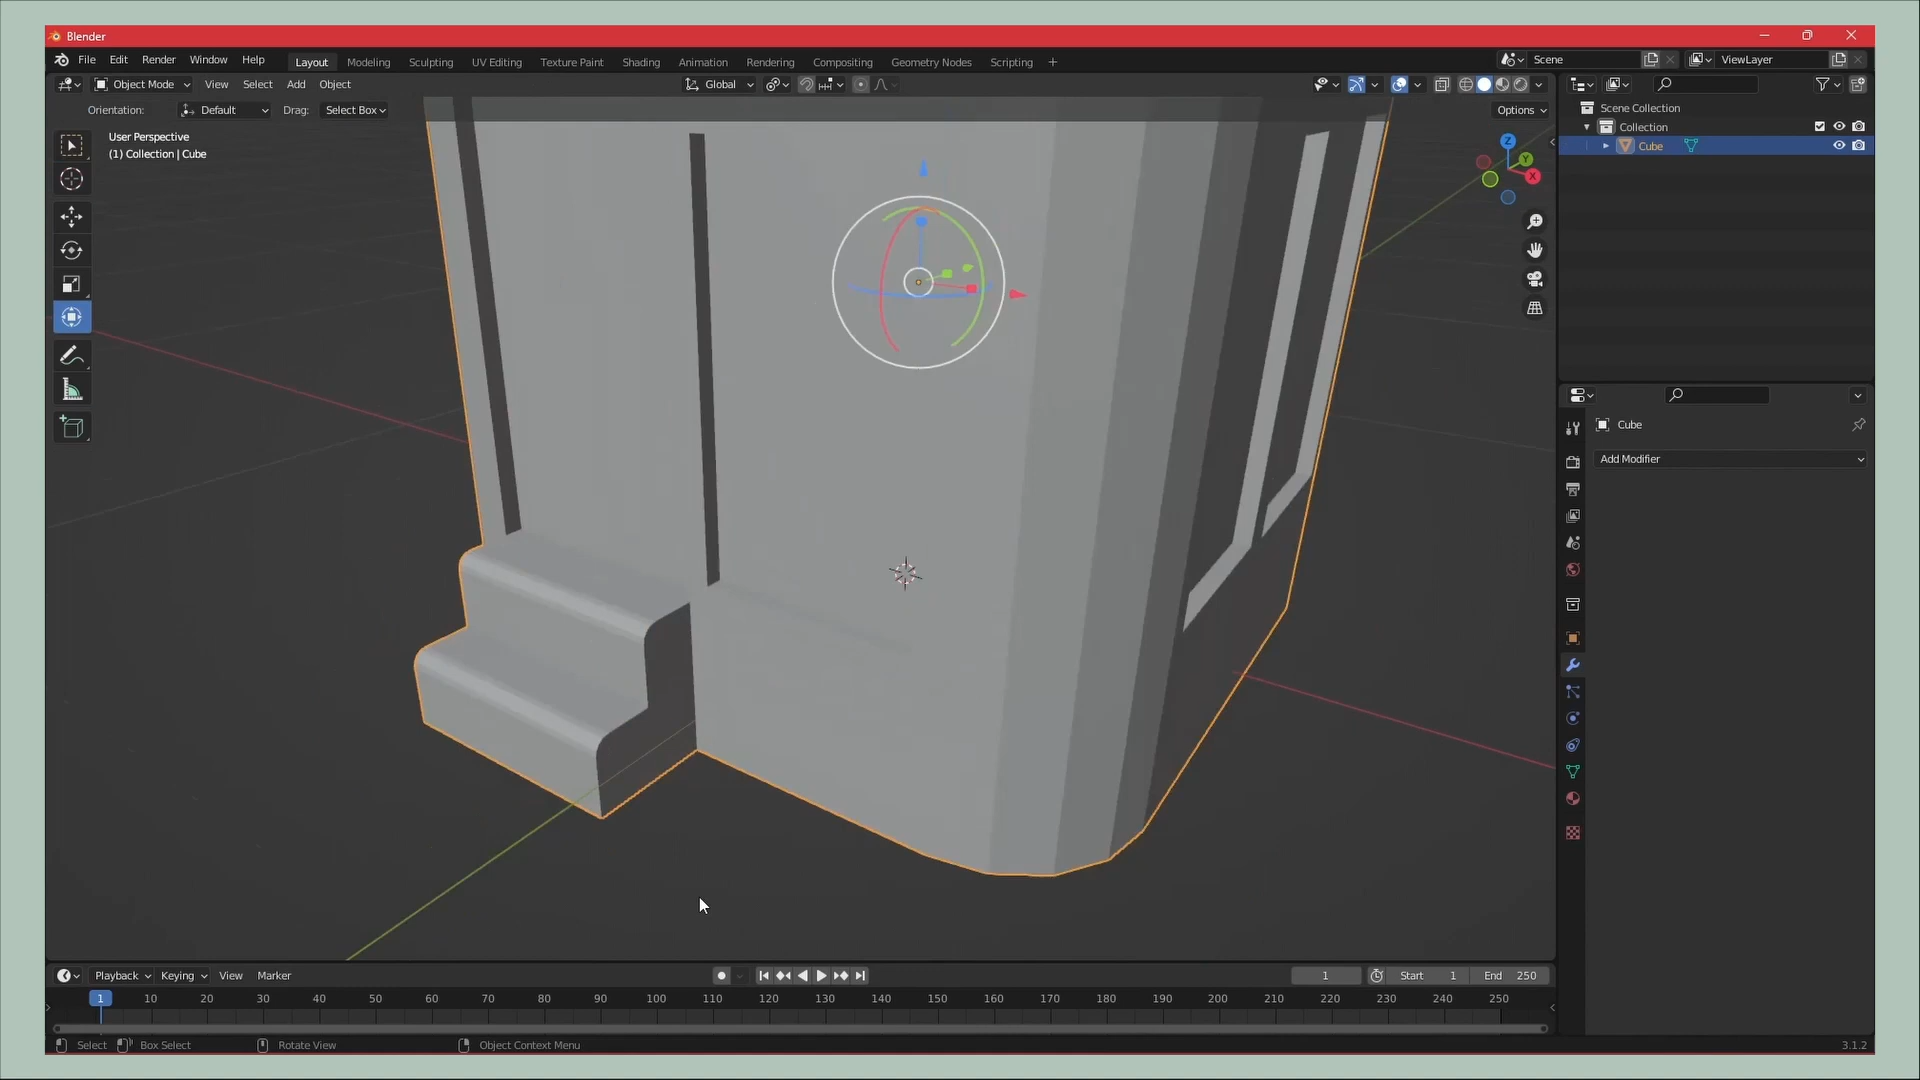 Blender
File Edit Render Window Help Layout Modeling Sculpting UV Editing Texture Paint Shading Animation Rendering Compositing Geometry Nodes Scripting + Scene ViewLayer
Object Mode View Select Add Object Global
Orientation: Default Drag: Select Box Options
User Perspective
(1) Collection | Cube
Z
Y
X
Scene Collection
Collection
Cube
Cube
Add Modifier
Playback Keying View Marker 1 Start 1 End 250
1 10 20 30 40 50 60 70 80 90 100 110 120 130 140 150 160 170 180 190 200 210 220 230 240 250
Select Box Select Rotate View Object Context Menu 3.1.2